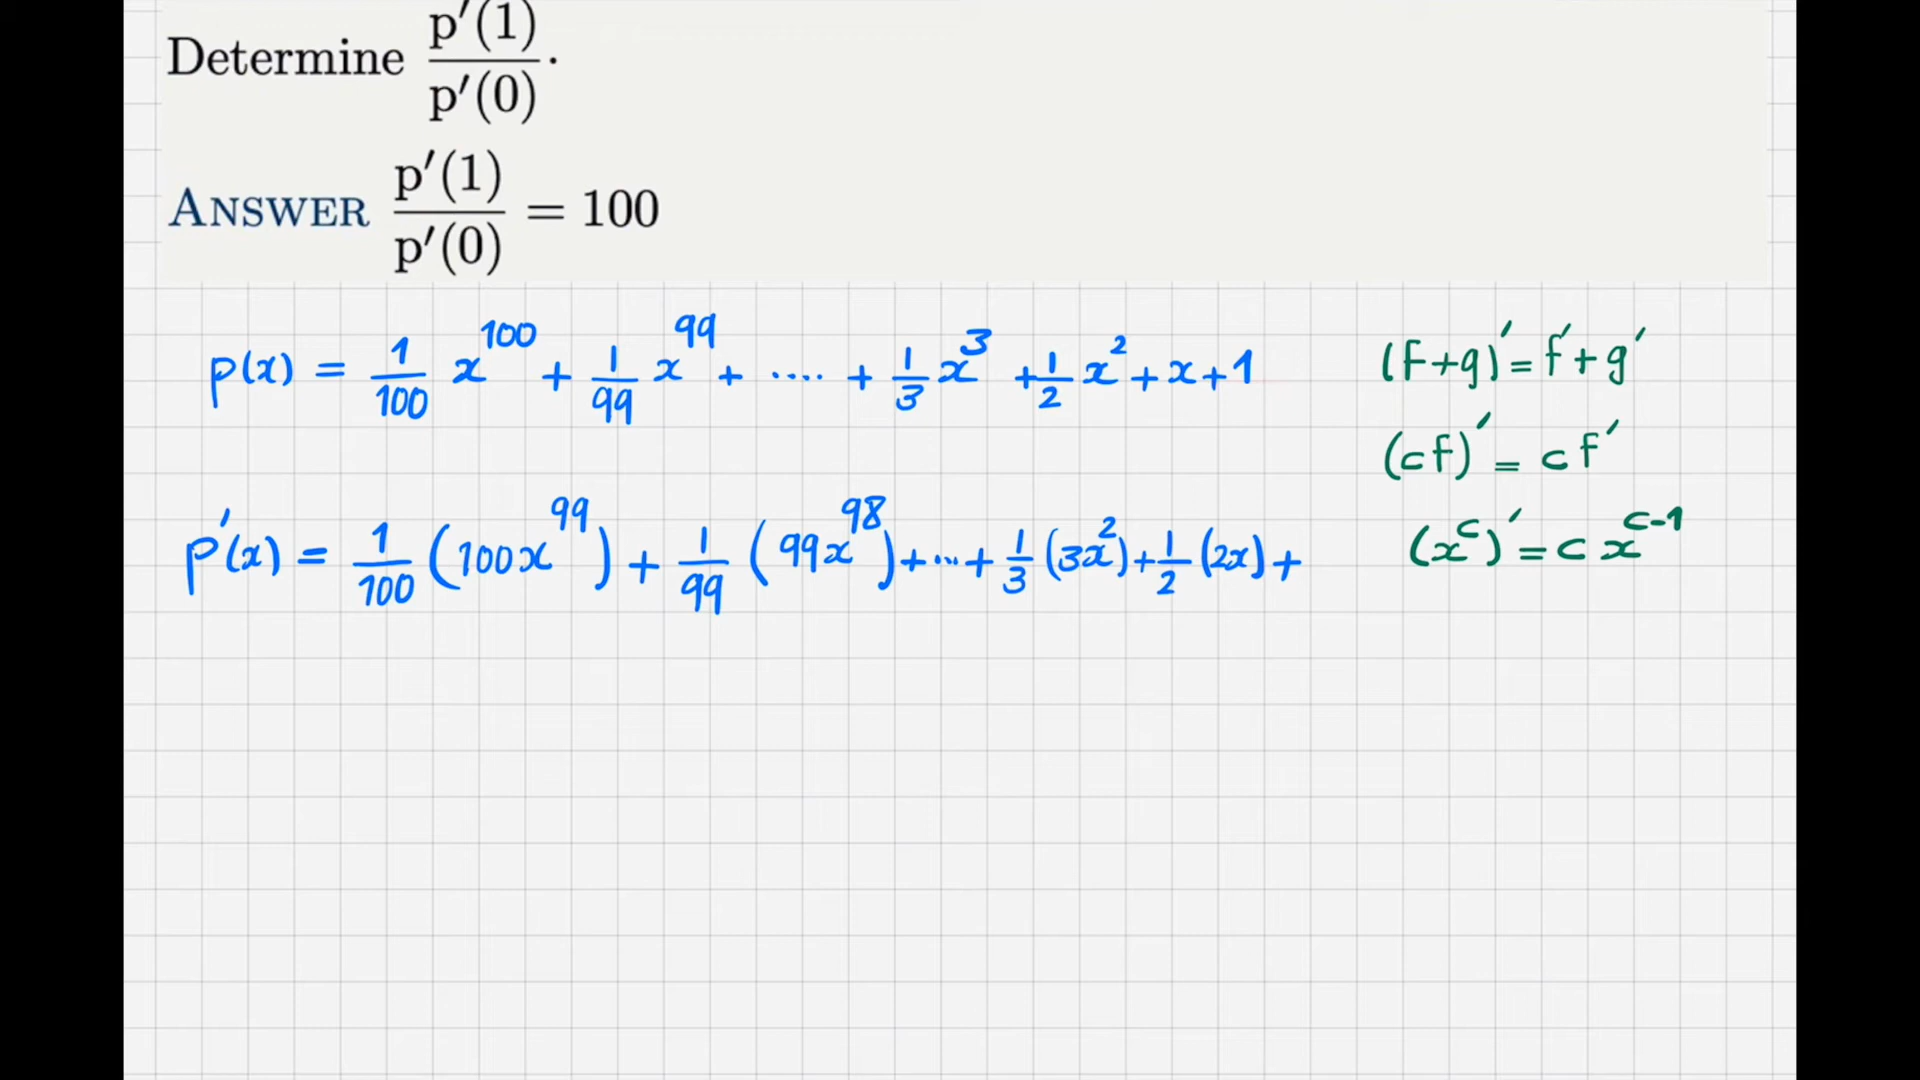 Determine p′(1)/p′(0).
ANSWER p′(1)/p′(0) = 100
p(x) = 1/100 x^100 + 1/99 x^99 + .... + 1/3 x^3 + 1/2 x^2 + x + 1
(f+g)′ = f′ + g′
(cf)′ = c f′
p′(x) = 1/100 (100x^99) + 1/99 (99x^98) + ... + 1/3 (3x^2) + 1/2 (2x) +
(x^c)′ = c x^(c-1)